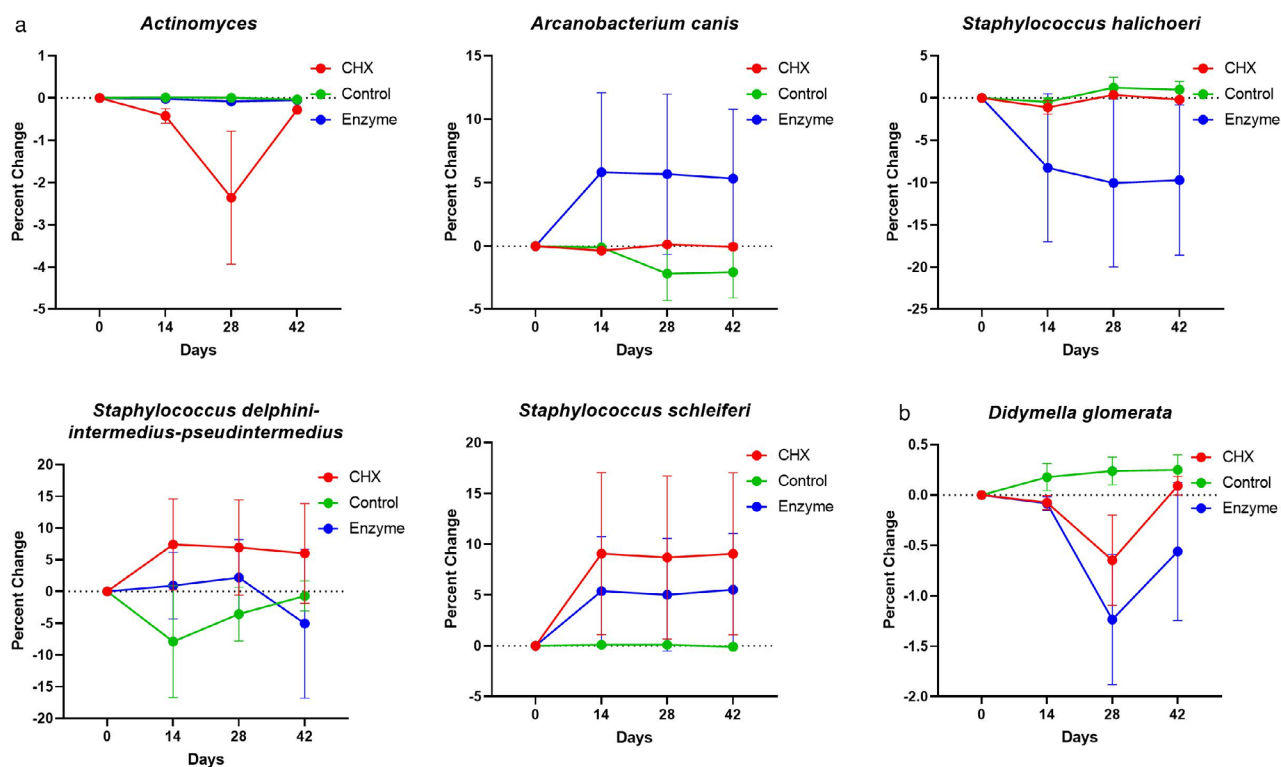 a
Actinomyces
1
0
-1
-2
-3
-4
-5
Percent Change
0 14 28 42
Days
CHX
Control
Enzyme
Arcanobacterium canis
15
10
5
0
-5
Percent Change
0 14 28 42
Days
CHX
Control
Enzyme
Staphylococcus halichoeri
5
0
-5
-10
-15
-20
-25
Percent Change
0 14 28 42
Days
CHX
Control
Enzyme
Staphylococcus delphini-
intermedius-pseudintermedius
20
15
10
5
0
-5
-10
-15
-20
Percent Change
0 14 28 42
Days
CHX
Control
Enzyme
Staphylococcus schleiferi
20
15
10
5
0
-5
Percent Change
0 14 28 42
Days
CHX
Control
Enzyme
b
Didymella glomerata
0.5
0.0
-0.5
-1.0
-1.5
-2.0
Percent Change
0 14 28 42
Days
CHX
Control
Enzyme